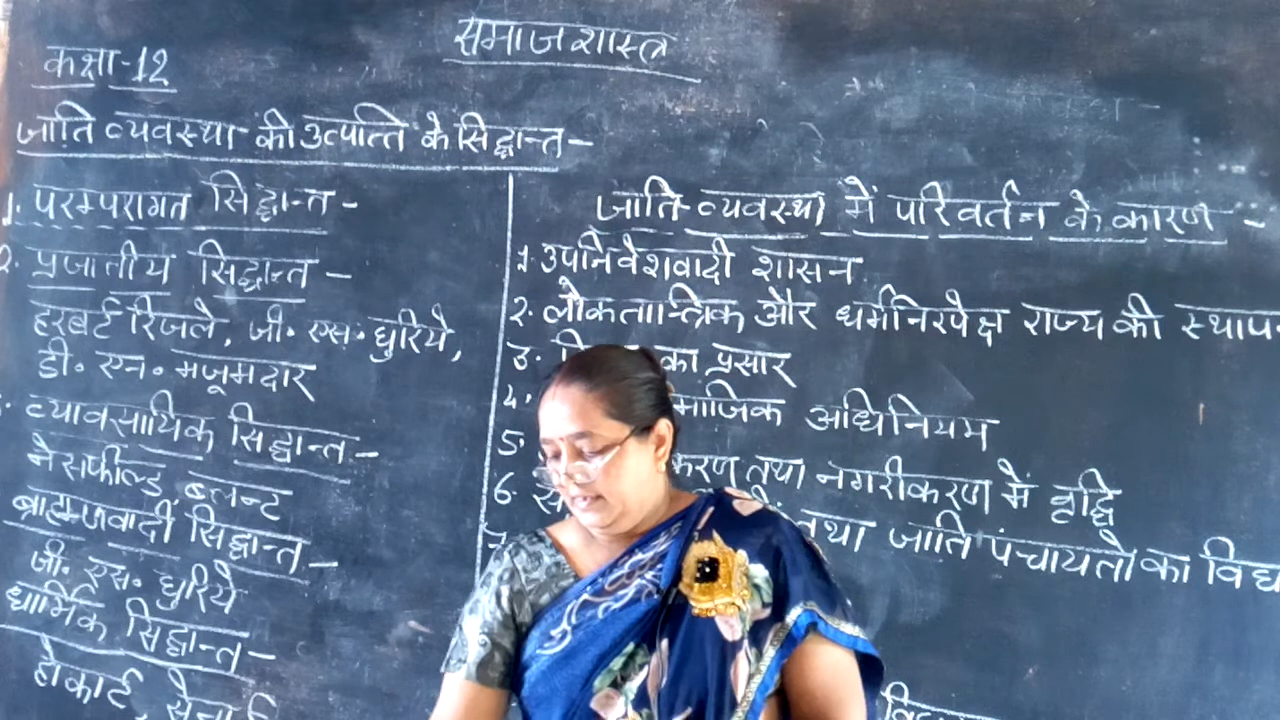 समाजशास्त्र
कक्षा-12
जाति व्यवस्था की उत्पत्ति के सिद्धान्त-
1. परम्परागत सिद्धान्त-
2. प्रजातीय सिद्धान्त-
हरबर्ट रिजले, जी. एस. घुरिये,
डी. एन. मजूमदार
व्यावसायिक सिद्धान्त-
नेसफील्ड ब्लन्ट
ब्राह्मणवादी सिद्धान्त-
जी. एस. घुरिये
धार्मिक सिद्धान्त-
होकार्ट,
जाति-व्यवस्था में परिवर्तन के कारण -
1. उपनिवेशवादी शासन
2. लोकतान्त्रिक और धर्मनिरपेक्ष राज्य की
3. का प्रसार
4. अधिनियम
5.
6. तथा नगरीकरण में वृद्धि
तथा जाति पंचायतो का